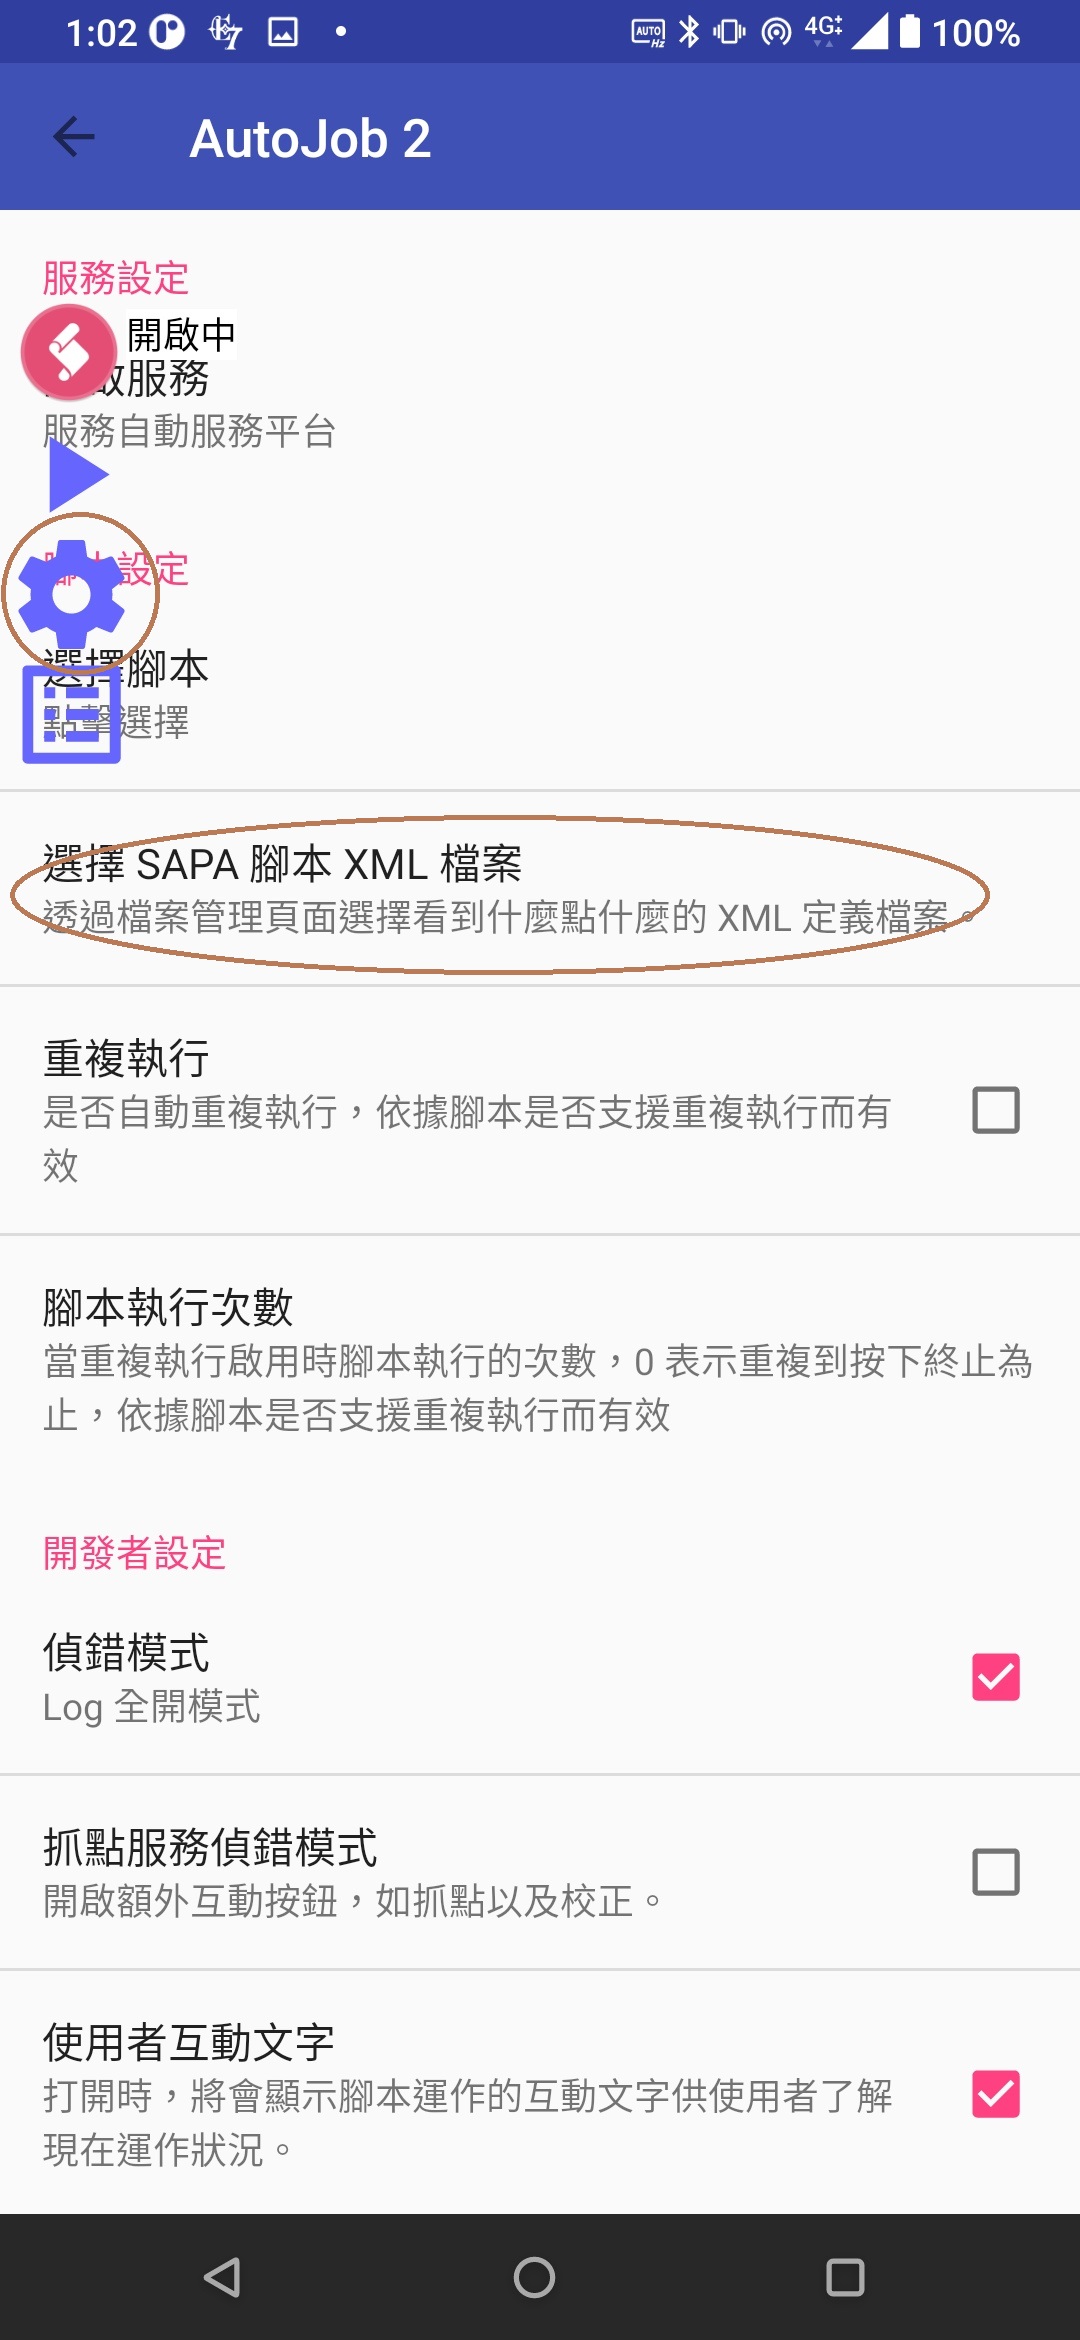 1:02
AUTO Hz
4G+
100%
AutoJob 2
服務設定
開啟中
服務
服務自動服務平台
設定
選擇腳本
點擊選擇
選擇 SAPA 腳本 XML 檔案
透過檔案管理頁面選擇看到什麼點什麼的 XML 定義檔案。
重複執行
是否自動重複執行，依據腳本是否支援重複執行而有
效
腳本執行次數
當重複執行啟用時腳本執行的次數，0 表示重複到按下終止為
止，依據腳本是否支援重複執行而有效
開發者設定
偵錯模式
Log 全開模式
抓點服務偵錯模式
開啟額外互動按鈕，如抓點以及校正。
使用者互動文字
打開時，將會顯示腳本運作的互動文字供使用者了解
現在運作狀況。